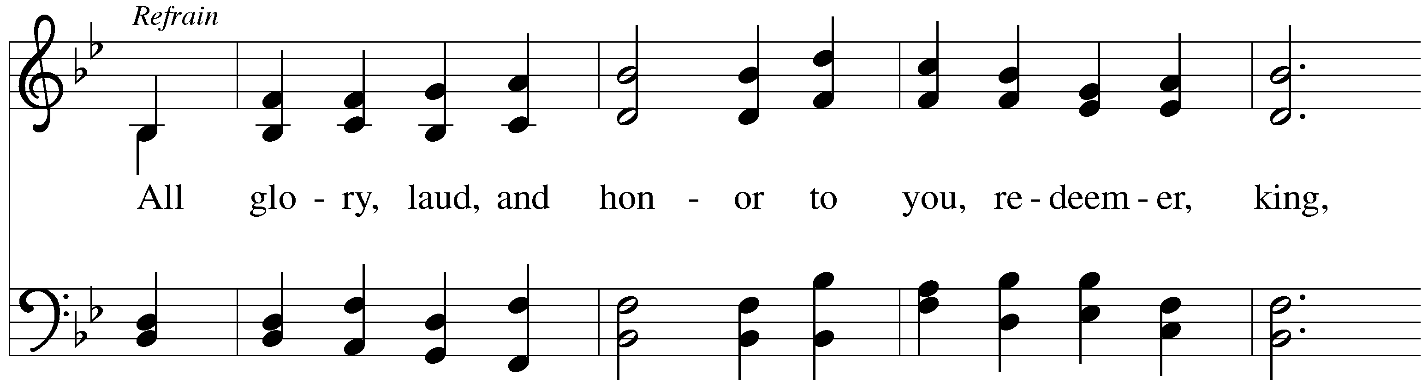 Refrain
All glo - ry, laud, and hon - or to you, re - deem - er, king,